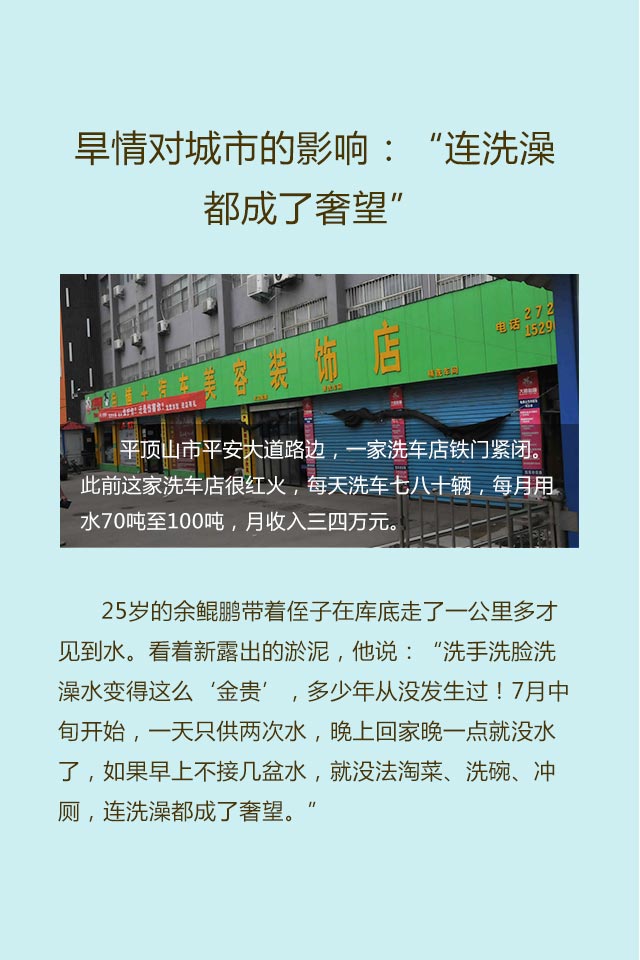 旱情对城市的影响：“连洗澡
都成了奢望”
汽车美容装饰店
电话
平顶山市平安大道路边，一家洗车店铁门紧闭。
此前这家洗车店很红火，每天洗车七八十辆，每月用
水70吨至100吨，月收入三四万元。
25岁的余鲲鹏带着侄子在库底走了一公里多才
见到水。看着新露出的淤泥，他说：“洗手洗脸洗
澡水变得这么‘金贵’，多少年从没发生过！7月中
旬开始，一天只供两次水，晚上回家晚一点就没水
了，如果早上不接几盆水，就没法淘菜、洗碗、冲
厕，连洗澡都成了奢望。”